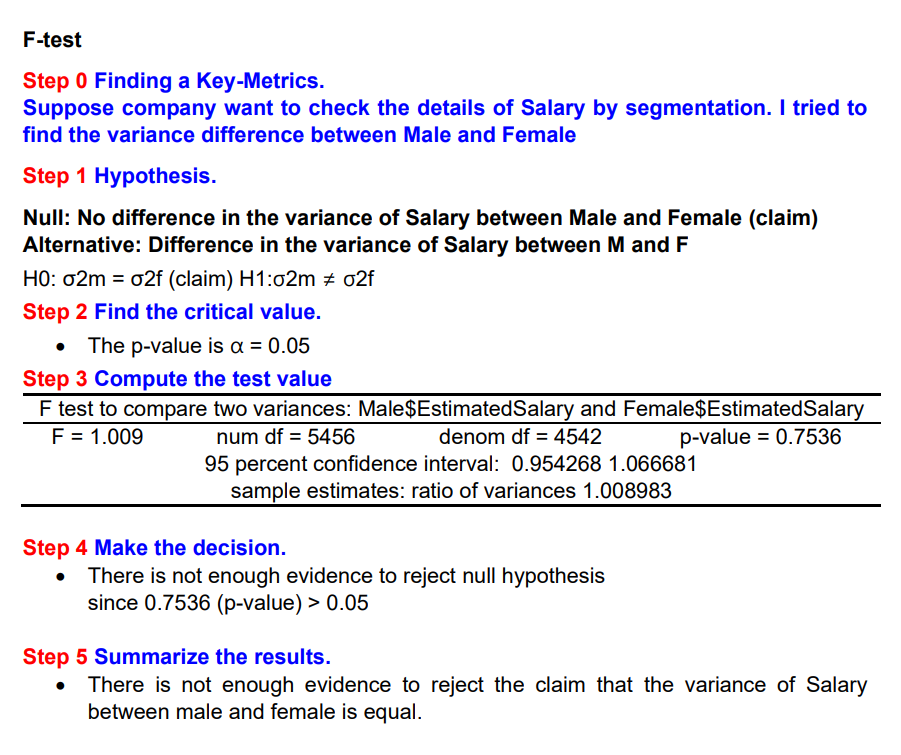 F-test
Step 0 Finding a Key-Metrics.
Suppose company want to check the details of Salary by segmentation. I tried to
find the variance difference between Male and Female
Step 1 Hypothesis.
Null: No difference in the variance of Salary between Male and Female (claim)
Alternative: Difference in the variance of Salary between M and F
H0: σ2m = σ2f (claim) H1:σ2m ≠ σ2f
Step 2 Find the critical value.
• The p-value is α = 0.05
Step 3 Compute the test value
F test to compare two variances: Male$EstimatedSalary and Female$EstimatedSalary
F = 1.009 num df = 5456 denom df = 4542 p-value = 0.7536
95 percent confidence interval: 0.954268 1.066681
sample estimates: ratio of variances 1.008983
Step 4 Make the decision.
• There is not enough evidence to reject null hypothesis
since 0.7536 (p-value) > 0.05
Step 5 Summarize the results.
• There is not enough evidence to reject the claim that the variance of Salary
between male and female is equal.